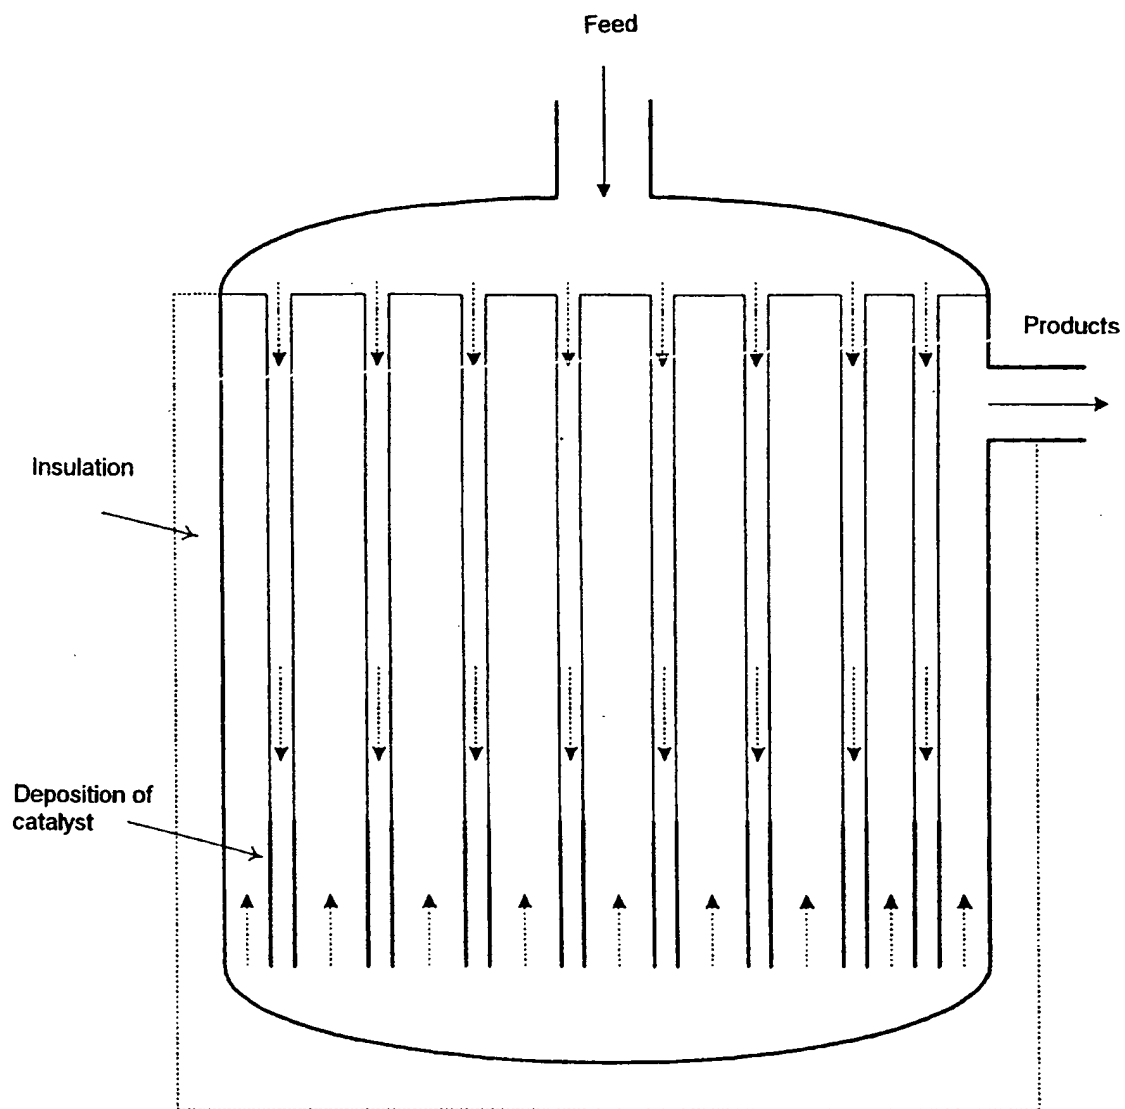 Feed
Products
Insulation
Deposition of
catalyst